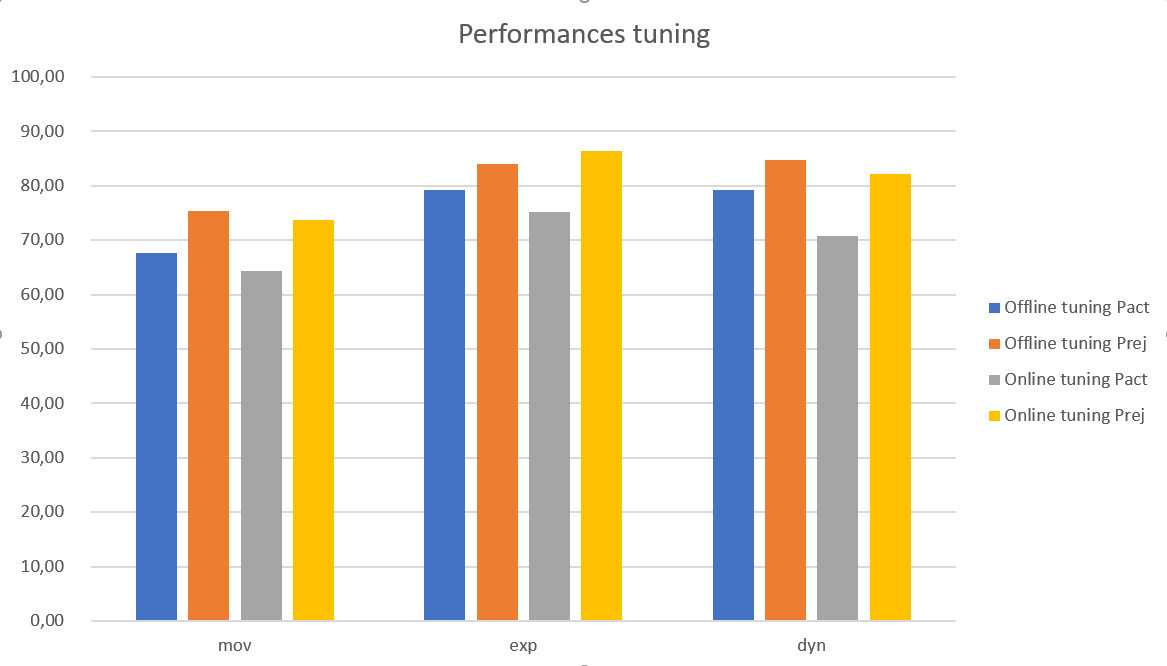 Performances tuning
100,00
90,00
80,00
70,00
60,00
50,00
40,00
30,00
20,00
10,00
0,00
mov
exp
dyn
Offline tuning Pact
Offline tuning Prej
Online tuning Pact
Online tuning Prej